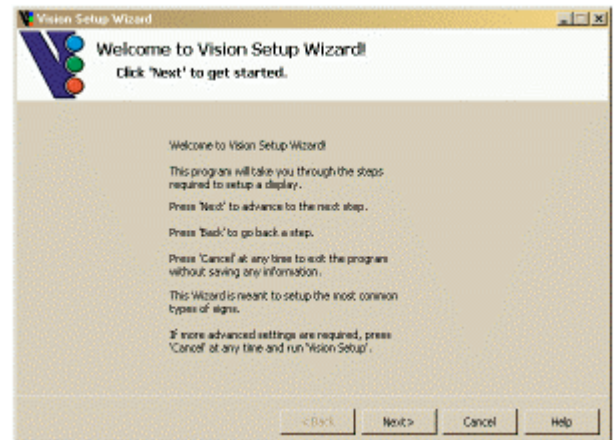 Vision Setup Wizard
Welcome to Vision Setup Wizard!
Click 'Next' to get started.
Welcome to Vision Setup Wizard!
This program will take you through the steps
required to setup a display.
Press 'Next' to advance to the next step.
Press 'Back' to go back a step.
Press 'Cancel' at any time to exit the program
without saving any information.
This Wizard is meant to setup the most common
types of signs.
If more advanced settings are required, press
'Cancel' at any time and run 'Vision Setup'.
<Back Next> Cancel Help